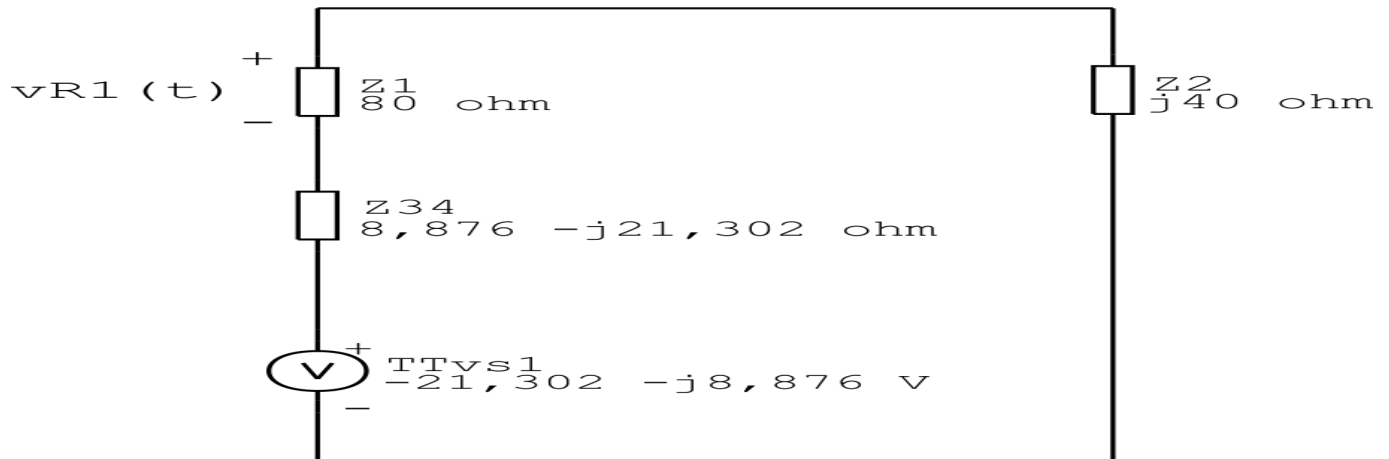 +
vR1 (t)
−
Z1
80 ohm
Z2
j40 ohm
Z34
8,876 −j21,302 ohm
V
+
−
TTvs1
−21,302 −j8,876 V